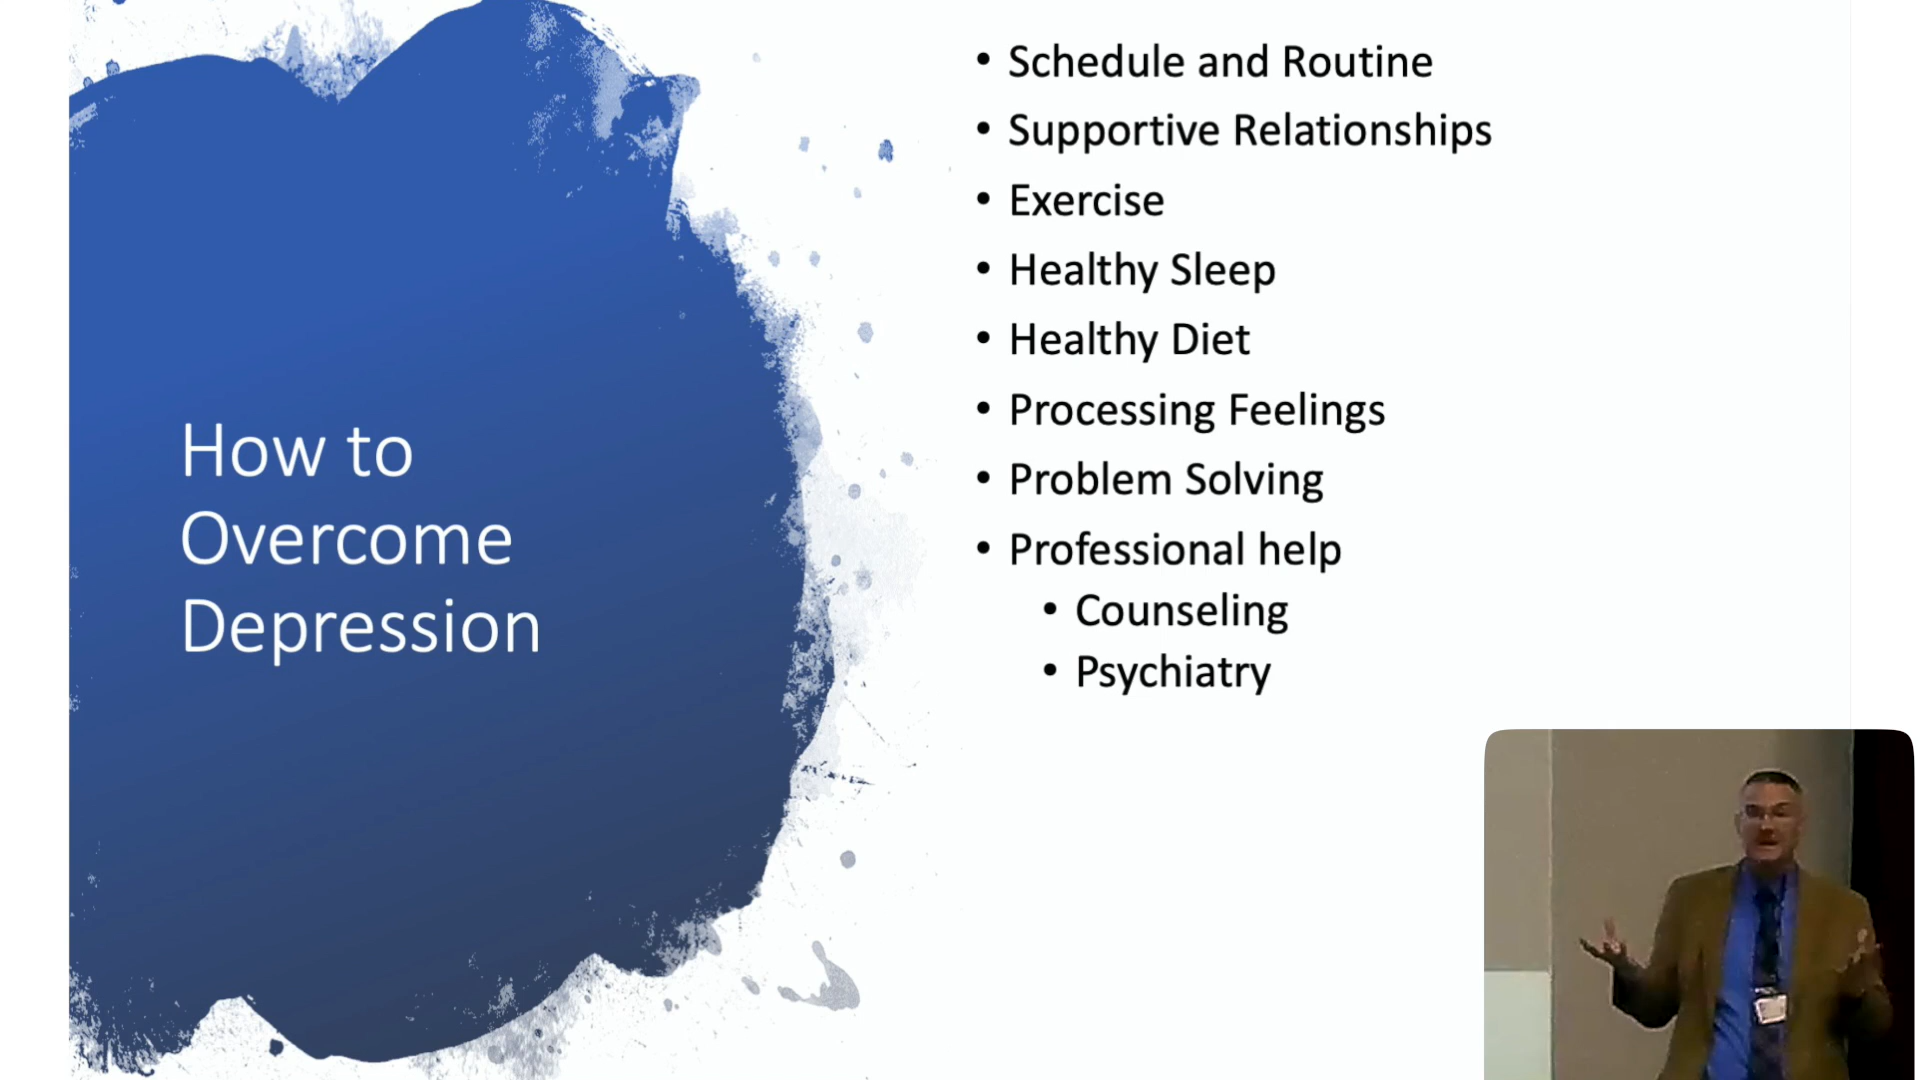 How to
Overcome
Depression
• Schedule and Routine
• Supportive Relationships
• Exercise
• Healthy Sleep
• Healthy Diet
• Processing Feelings
• Problem Solving
• Professional help
• Counseling
• Psychiatry